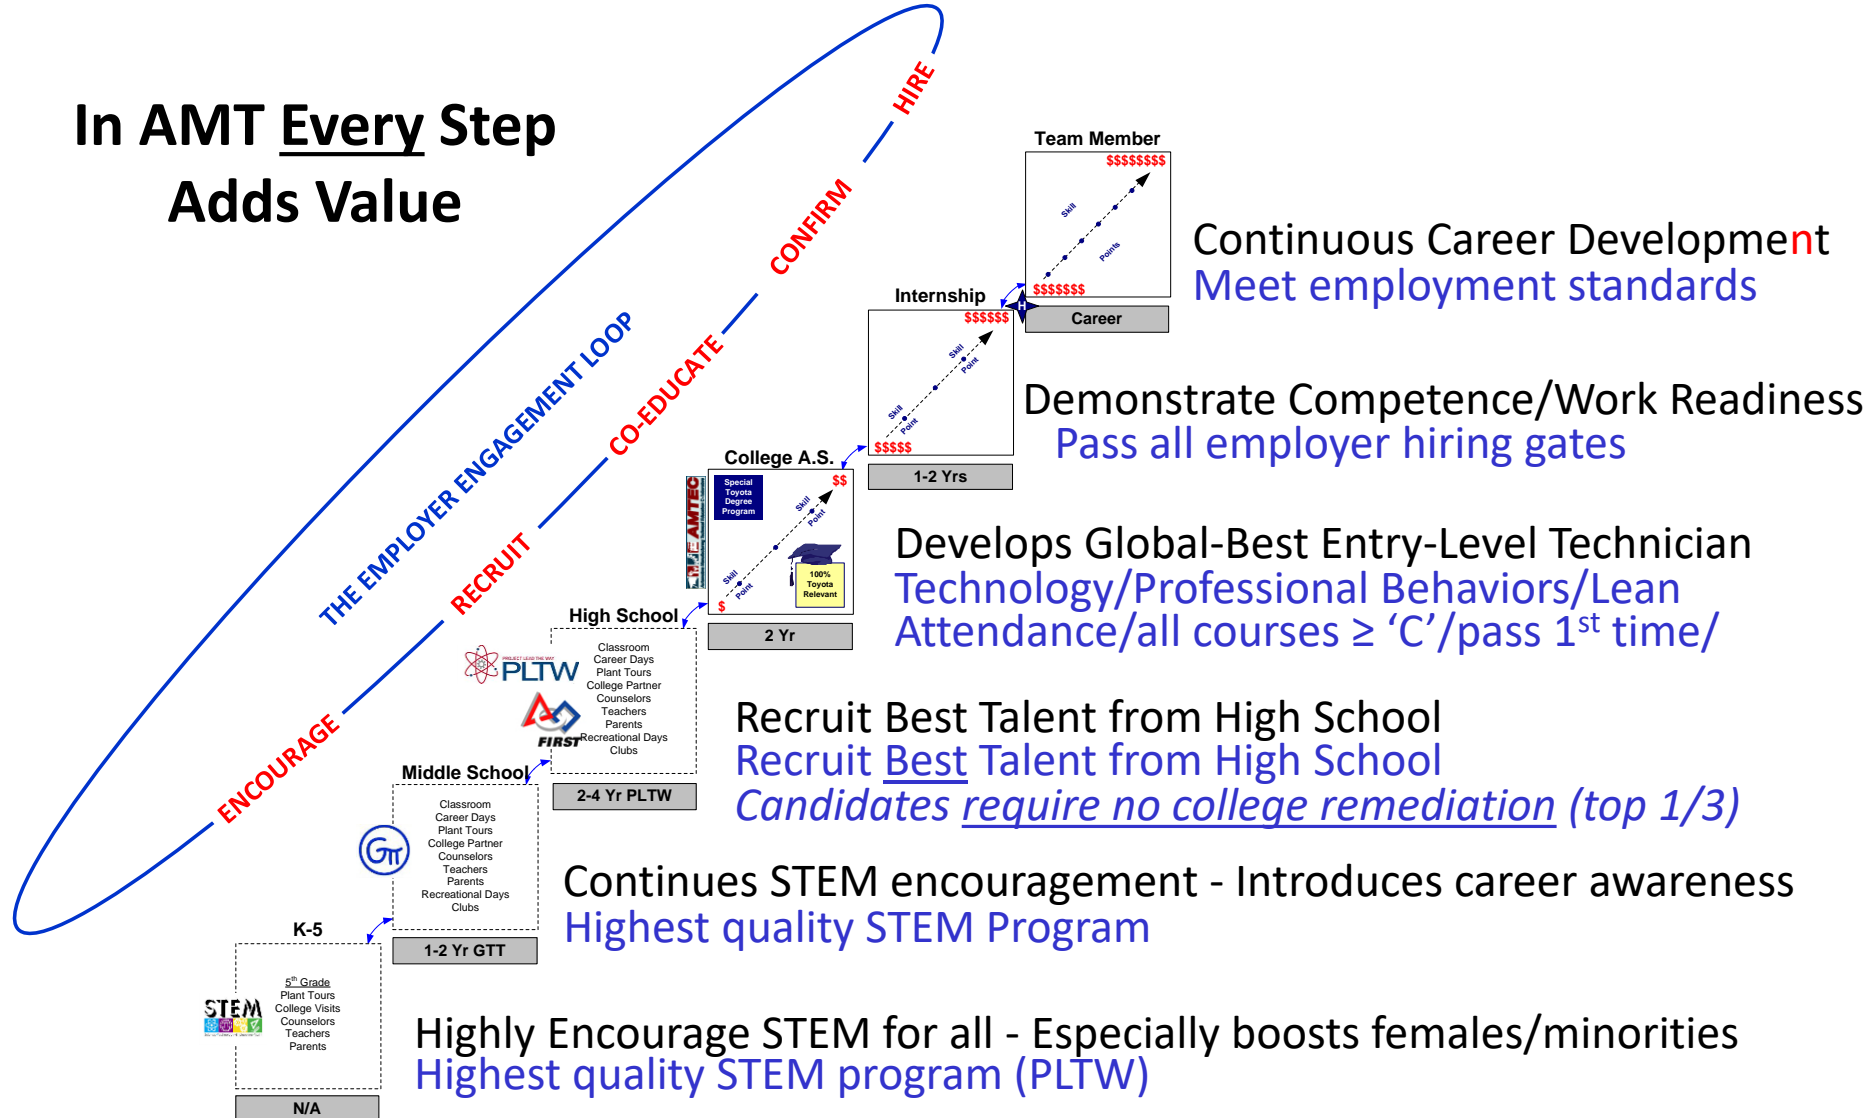 In AMT Every Step
Adds Value
THE EMPLOYER ENGAGEMENT LOOP
HIRE
CONFIRM
CO-EDUCATE
RECRUIT
ENCOURAGE
Team Member
$$$$$$$$
Skill
Points
$$$$$$$
Career
Continuous Career Development
Meet employment standards
Internship
$$$$$$
Skill
Point
Skill
Point
$$$$$
H
1-2 Yrs
Demonstrate Competence/Work Readiness
Pass all employer hiring gates
College A.S.
AMTEC
Special
Toyota
Degree
Program
$$
Skill
Point
Skill
Point
100%
Toyota
Relevant
$
2 Yr
Develops Global-Best Entry-Level Technician
Technology/Professional Behaviors/Lean
Attendance/all courses ≥ ‘C’/pass 1st time/
High School
PROJECT LEAD THE WAY
PLTW
FIRST
Classroom
Career Days
Plant Tours
College Partner
Counselors
Teachers
Parents
Recreational Days
Clubs
2-4 Yr PLTW
Recruit Best Talent from High School
Recruit Best Talent from High School
Candidates require no college remediation (top 1/3)
Middle School
GTT
Classroom
Career Days
Plant Tours
College Partner
Counselors
Teachers
Parents
Recreational Days
Clubs
1-2 Yr GTT
Continues STEM encouragement - Introduces career awareness
Highest quality STEM Program
K-5
STEM
5th Grade
Plant Tours
College Visits
Counselors
Teachers
Parents
N/A
Highly Encourage STEM for all - Especially boosts females/minorities
Highest quality STEM program (PLTW)